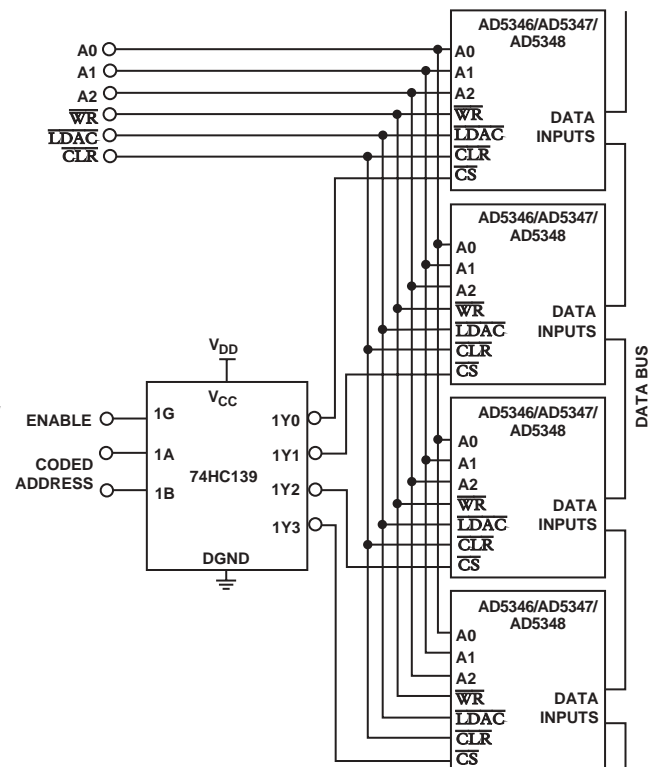 A0
A1
A2
WR
LDAC
CLR
AD5346/AD5347/
AD5348
A0
A1
A2
WR
LDAC
CLR
CS
DATA
INPUTS
AD5346/AD5347/
AD5348
A0
A1
A2
WR
LDAC
CLR
CS
DATA
INPUTS
AD5346/AD5347/
AD5348
A0
A1
A2
WR
LDAC
CLR
CS
DATA
INPUTS
AD5346/AD5347/
AD5348
A0
A1
A2
WR
LDAC
CLR
CS
DATA
INPUTS
DATA BUS
VDD
VCC
ENABLE
CODED
ADDRESS
1G
1A
1B
74HC139
1Y0
1Y1
1Y2
1Y3
DGND